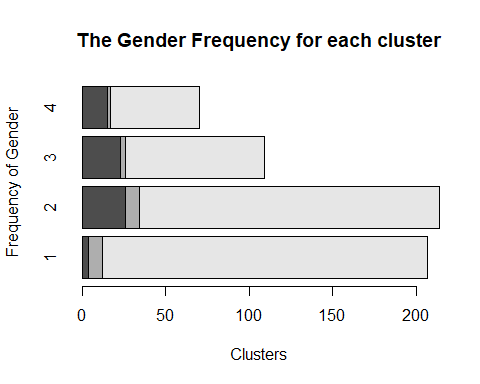 The Gender Frequency for each cluster
Frequency of Gender
4
3
2
1
0 50 100 150 200
Clusters